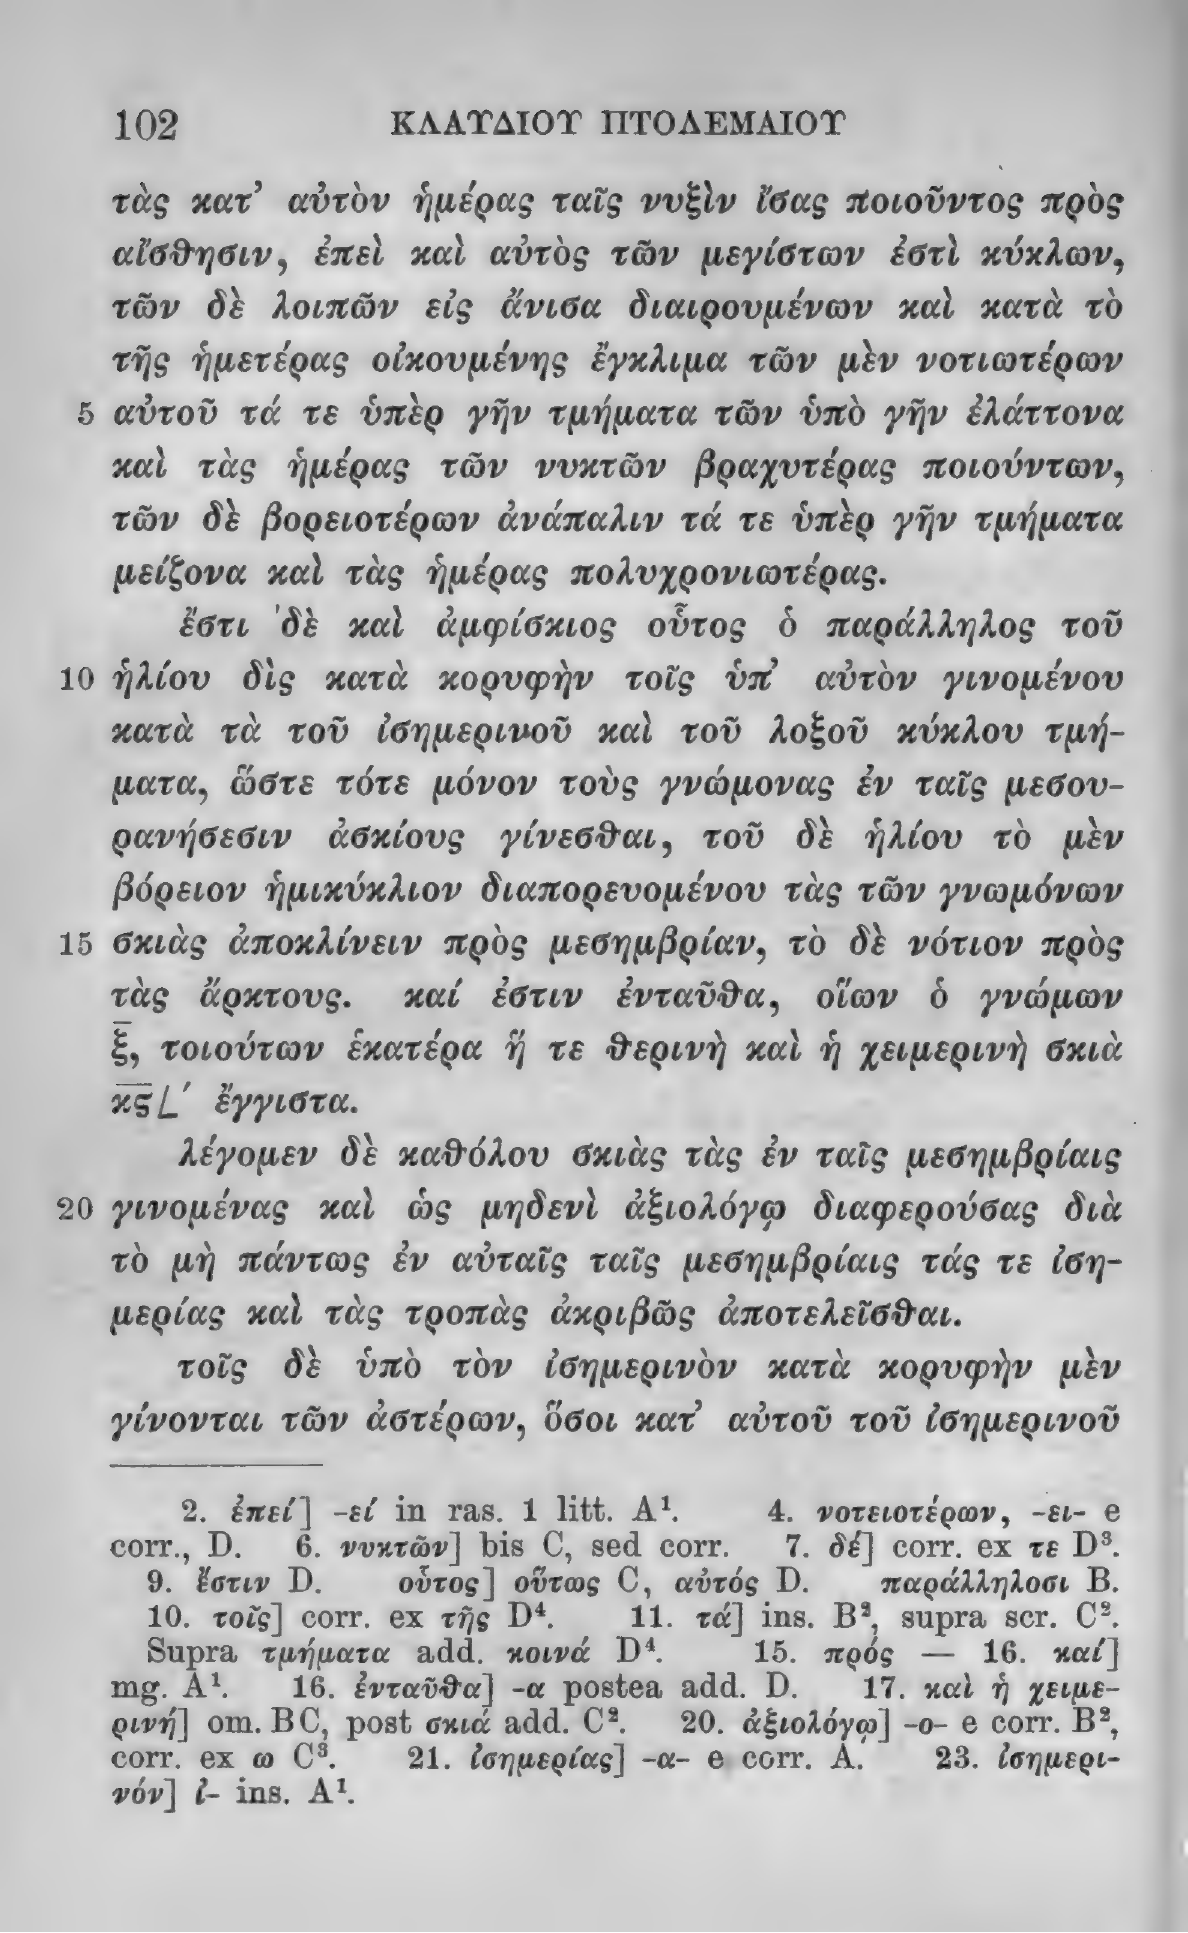 102 ΚΛΑΥΔΙΟΥ ΠΤΟΛΕΜΑΙΟΥ
τὰς κατ’ αὐτὸν ἡμέρας ταῖς νυξὶν ἴσας ποιοῦντος πρὸς
αἴσθησιν, ἐπεὶ καὶ αὐτὸς τῶν μεγίστων ἐστὶ κύκλων,
τῶν δὲ λοιπῶν εἰς ἄνισα διαιρουμένων καὶ κατὰ τὸ
τῆς ἡμετέρας οἰκουμένης ἔγκλιμα τῶν μὲν νοτιωτέρων
5 αὐτοῦ τά τε ὑπὲρ γῆν τμήματα τῶν ὑπὸ γῆν ἐλάττονα
καὶ τὰς ἡμέρας τῶν νυκτῶν βραχυτέρας ποιούντων,
τῶν δὲ βορειοτέρων ἀνάπαλιν τά τε ὑπὲρ γῆν τμήματα
μείζονα καὶ τὰς ἡμέρας πολυχρονιωτέρας.
ἔστι δὲ καὶ ἀμφίσκιος οὗτος ὁ παράλληλος τοῦ
10 ἡλίου δὶς κατὰ κορυφὴν τοῖς ὑπ’ αὐτὸν γινομένου
κατὰ τὰ τοῦ ἰσημερινοῦ καὶ τοῦ λοξοῦ κύκλου τμή-
ματα, ὥστε τότε μόνον τοὺς γνώμονας ἐν ταῖς μεσου-
ρανήσεσιν ἀσκίους γίνεσθαι, τοῦ δὲ ἡλίου τὸ μὲν
βόρειον ἡμικύκλιον διαπορευομένου τὰς τῶν γνωμόνων
15 σκιὰς ἀποκλίνειν πρὸς μεσημβρίαν, τὸ δὲ νότιον πρὸς
τὰς ἄρκτους. καί ἐστιν ἐνταῦθα, οἵων ὁ γνώμων
ξ̅, τοιούτων ἑκατέρα ἥ τε θερινὴ καὶ ἡ χειμερινὴ σκιὰ
κ̅ϛ̅ ∠′ ἔγγιστα.
λέγομεν δὲ καθόλου σκιὰς τὰς ἐν ταῖς μεσημβρίαις
20 γινομένας καὶ ὡς μηδενὶ ἀξιολόγῳ διαφερούσας διὰ
τὸ μὴ πάντως ἐν αὐταῖς ταῖς μεσημβρίαις τάς τε ἰση-
μερίας καὶ τὰς τροπὰς ἀκριβῶς ἀποτελεῖσθαι.
τοῖς δὲ ὑπὸ τὸν ἰσημερινὸν κατὰ κορυφὴν μὲν
γίνονται τῶν ἀστέρων, ὅσοι κατ’ αὐτοῦ τοῦ ἰσημερινοῦ
2. ἐπεί] -εί in ras. 1 litt. A¹. 4. νοτειοτέρων, -ει- e
corr., D. 6. νυκτῶν] bis C, sed corr. 7. δέ] corr. ex τε D³.
9. ἔστιν D. οὗτος] οὕτως C, αὐτός D. παράλληλοσι B.
10. τοῖς] corr. ex τῆς D⁴. 11. τά] ins. B², supra scr. C².
Supra τμήματα add. κοινά D⁴. 15. πρός — 16. καί]
mg. A¹. 16. ἐνταῦθα] -α postea add. D. 17. καὶ ἡ χειμε-
ρινή] om. BC, post σκιά add. C². 20. ἀξιολόγῳ] -ο- e corr. B²,
corr. ex ω C³. 21. ἰσημερίας] -α- e corr. A. 23. ἰσημερι-
νόν] ἰ- ins. A¹.